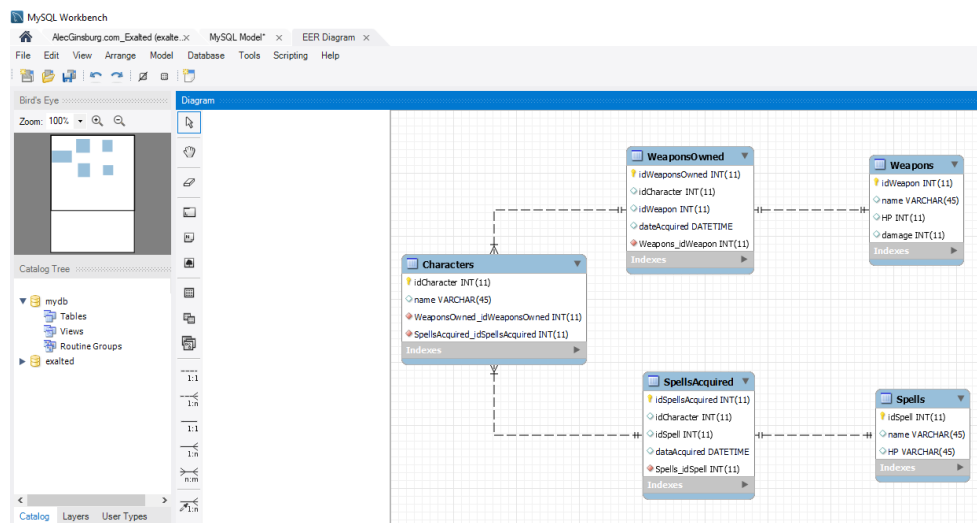 MySQL Workbench
AlecGinsburg.com_Exalted (exalte.. × MySQL Model* × EER Diagram ×
File Edit View Arrange Model Database Tools Scripting Help
Bird's Eye
Diagram
Zoom: 100%
Catalog Tree
mydb
Tables
Views
Routine Groups
exalted
Catalog Layers User Types
1:1
1:n
1:1
1:n
n:m
1:n
WeaponsOwned
idWeaponsOwned INT(11)
idCharacter INT(11)
idWeapon INT(11)
dateAcquired DATETIME
Weapons_idWeapon INT(11)
Indexes
Weapons
idWeapon INT(11)
name VARCHAR(45)
HP INT(11)
damage INT(11)
Indexes
Characters
idCharacter INT(11)
name VARCHAR(45)
WeaponsOwned_idWeaponsOwned INT(11)
SpellsAcquired_idSpellsAcquired INT(11)
Indexes
SpellsAcquired
idSpellsAcquired INT(11)
idCharacter INT(11)
idSpell INT(11)
dataAcquired DATETIME
Spells_idSpell INT(11)
Indexes
Spells
idSpell INT(11)
name VARCHAR(45)
HP VARCHAR(45)
Indexes